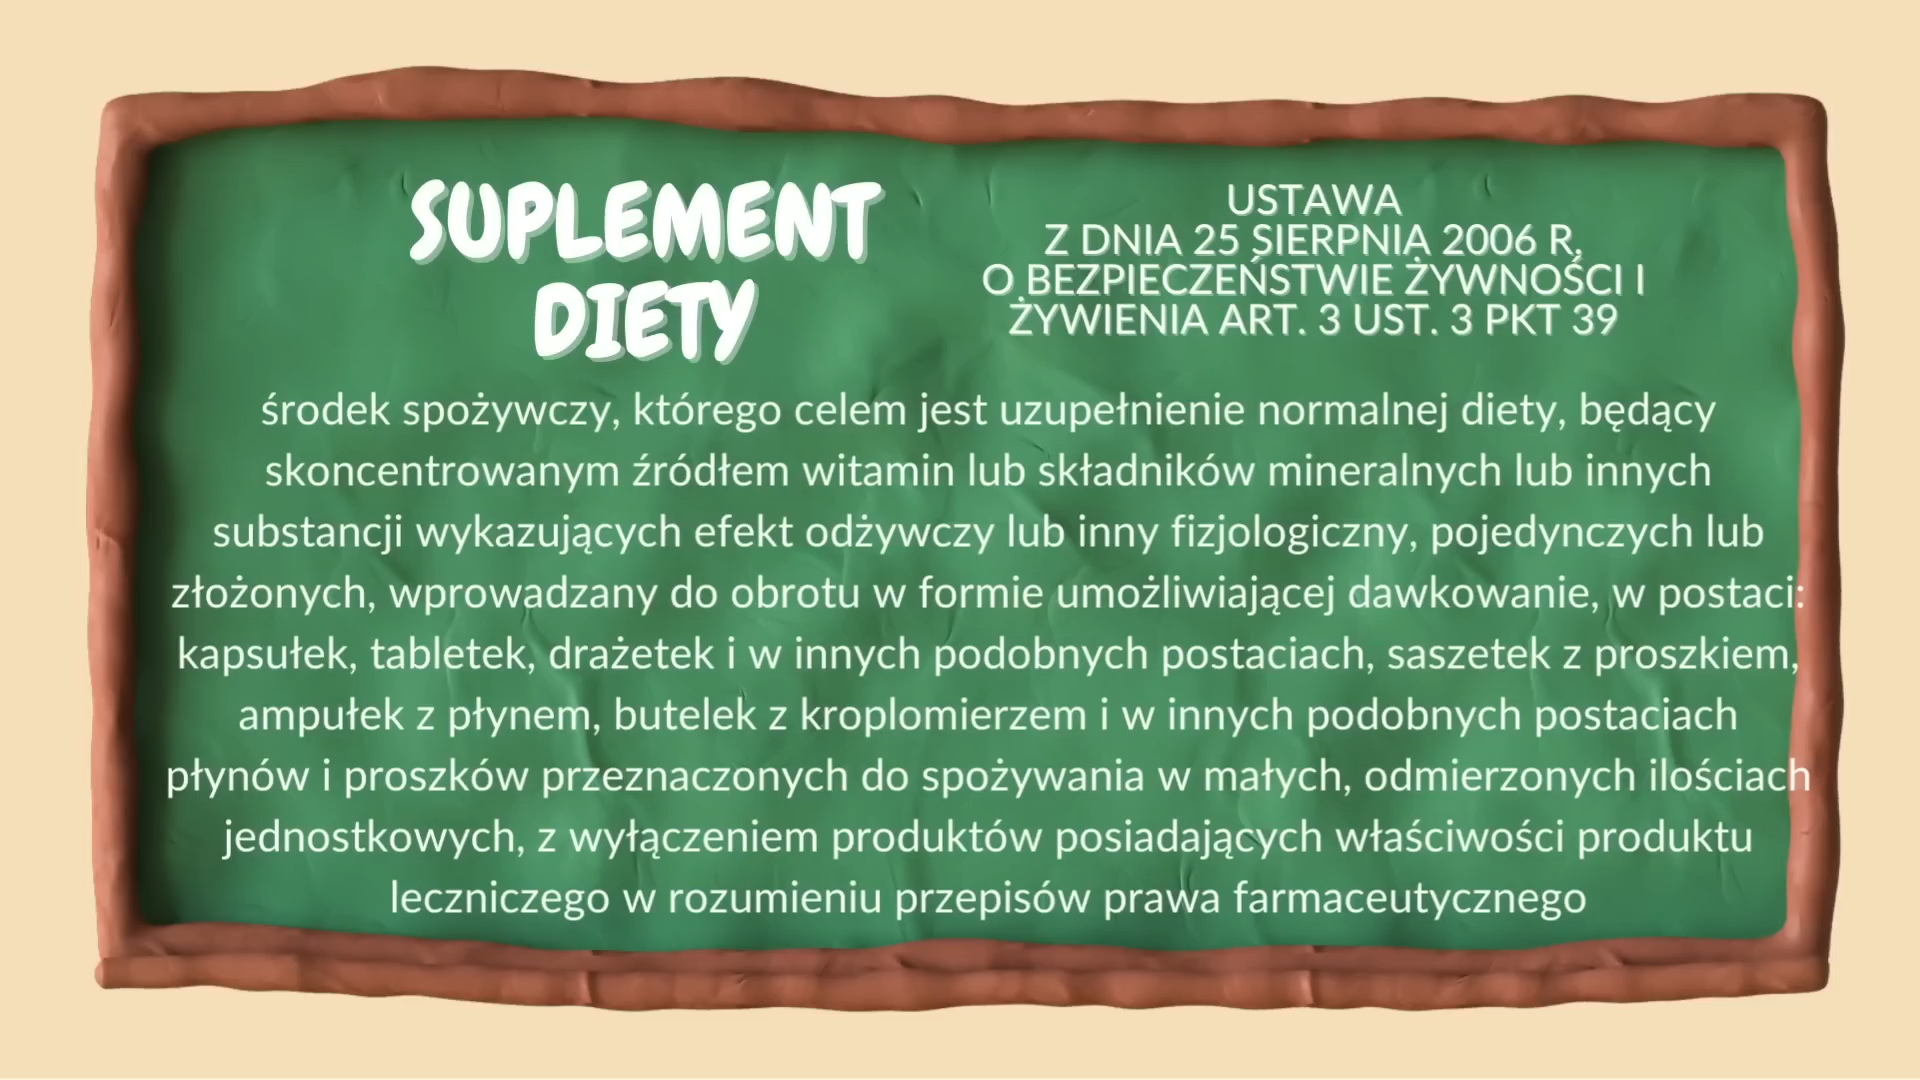 SUPLEMENT
DIETY
USTAWA
Z DNIA 25 SIERPNIA 2006 R.
O BEZPIECZEŃSTWIE ŻYWNOŚCI I
ŻYWIENIA ART. 3 UST. 3 PKT 39
środek spożywczy, którego celem jest uzupełnienie normalnej diety, będący
skoncentrowanym źródłem witamin lub składników mineralnych lub innych
substancji wykazujących efekt odżywczy lub inny fizjologiczny, pojedynczych lub
złożonych, wprowadzany do obrotu w formie umożliwiającej dawkowanie, w postaci:
kapsułek, tabletek, drażetek i w innych podobnych postaciach, saszetek z proszkiem,
ampułek z płynem, butelek z kroplomierzem i w innych podobnych postaciach
płynów i proszków przeznaczonych do spożywania w małych, odmierzonych ilościach
jednostkowych, z wyłączeniem produktów posiadających właściwości produktu
leczniczego w rozumieniu przepisów prawa farmaceutycznego